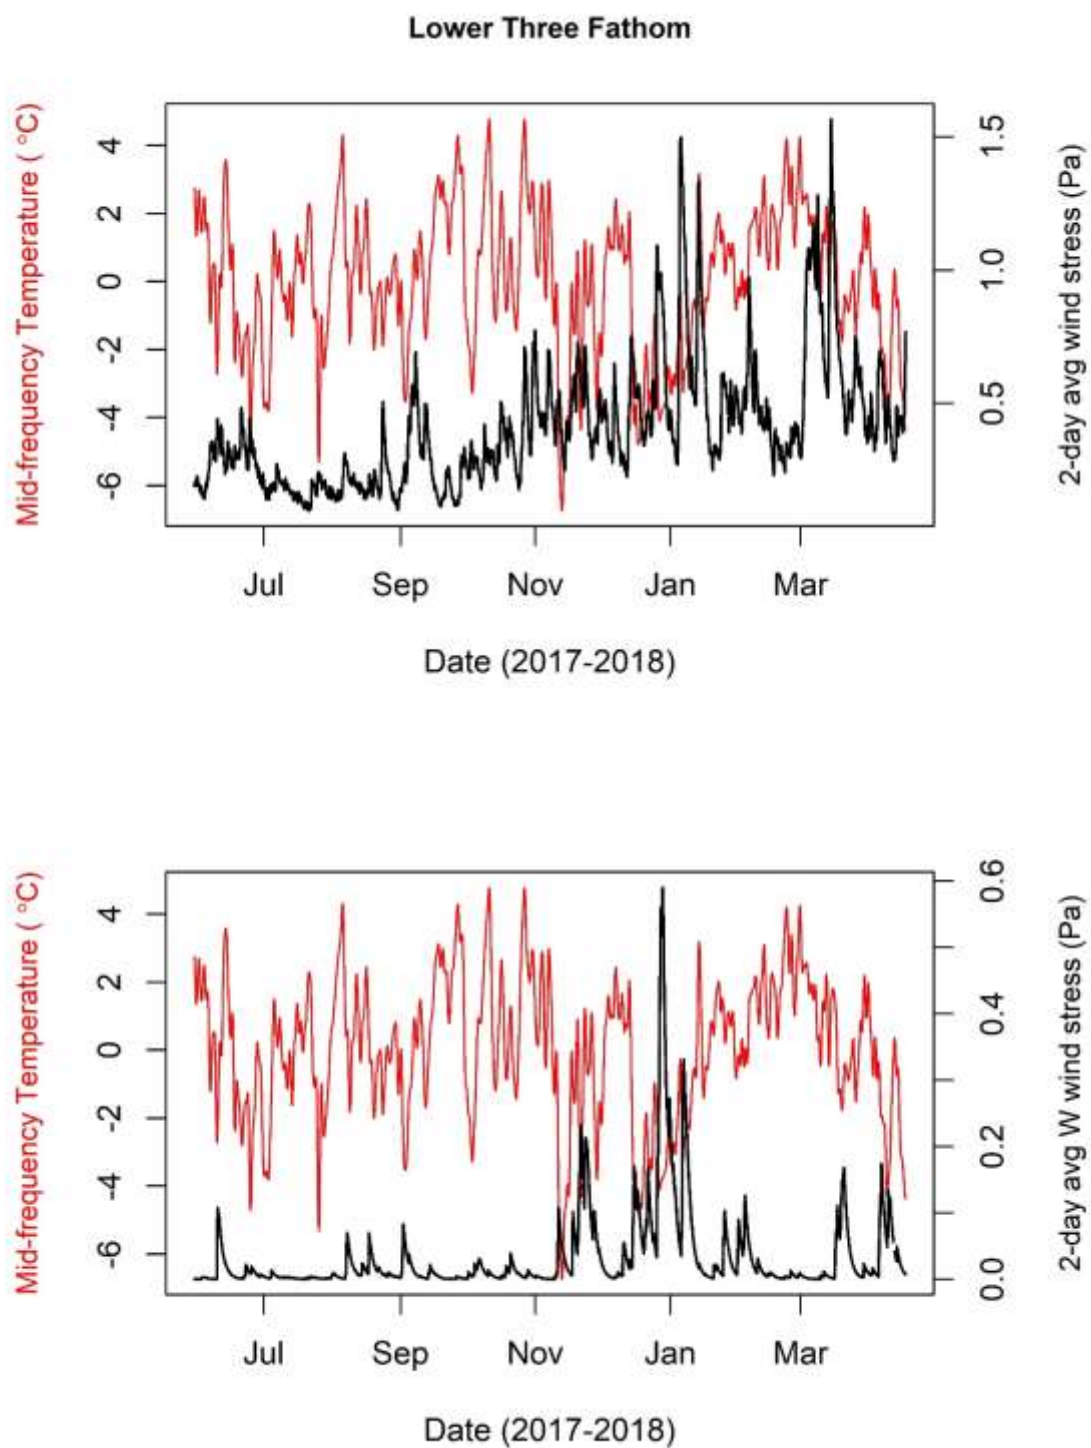 Lower Three Fathom
Mid-frequency Temperature ( °C)
4
2
0
-2
-4
-6
1.5
1.0
0.5
2-day avg wind stress (Pa)
Jul Sep Nov Jan Mar
Date (2017-2018)
Mid-frequency Temperature ( °C)
4
2
0
-2
-4
-6
0.6
0.4
0.2
0.0
2-day avg W wind stress (Pa)
Jul Sep Nov Jan Mar
Date (2017-2018)